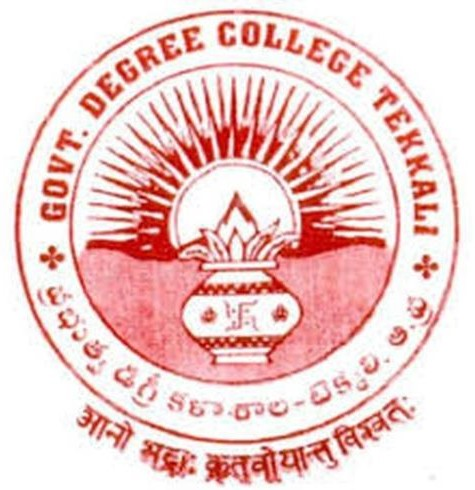 GOVT. DEGREE COLLEGE TEKKALI
ప్రభుత్వ డిగ్రీ కళాశాల-టెక్కలి.
आनो भद्राः क्रतवोयान्तु विश्वतः